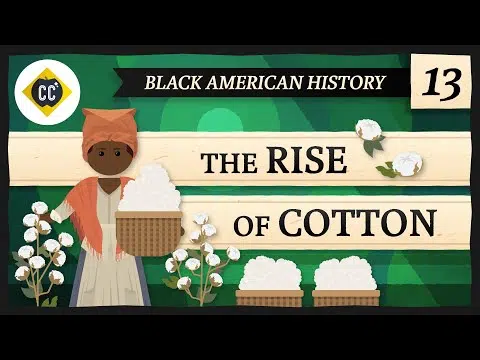 CC
BLACK AMERICAN HISTORY
13
THE RISE
OF COTTON